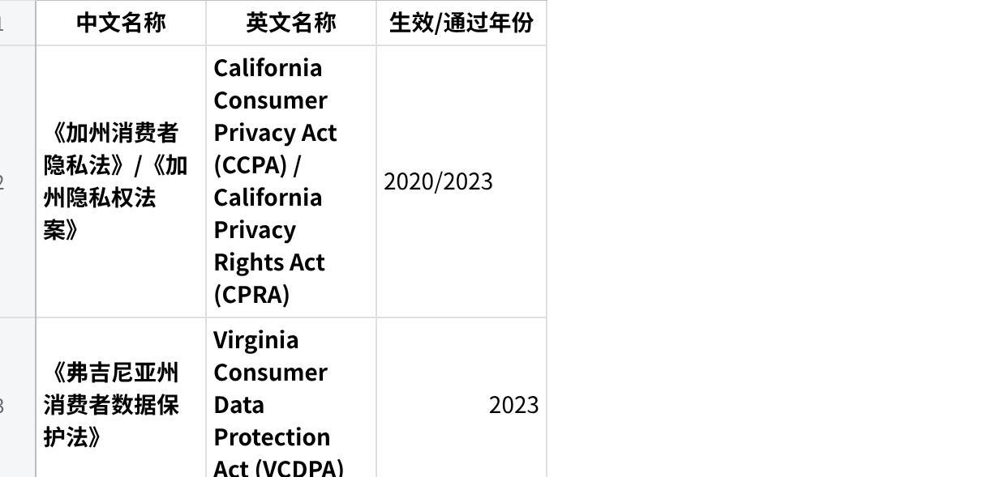 1
中文名称
英文名称
生效/通过年份
2
《加州消费者
隐私法》/《加
州隐私权法
案》
California
Consumer
Privacy Act
(CCPA) /
California
Privacy
Rights Act
(CPRA)
2020/2023
3
《弗吉尼亚州
消费者数据保
护法》
Virginia
Consumer
Data
Protection
Act (VCDPA)
2023